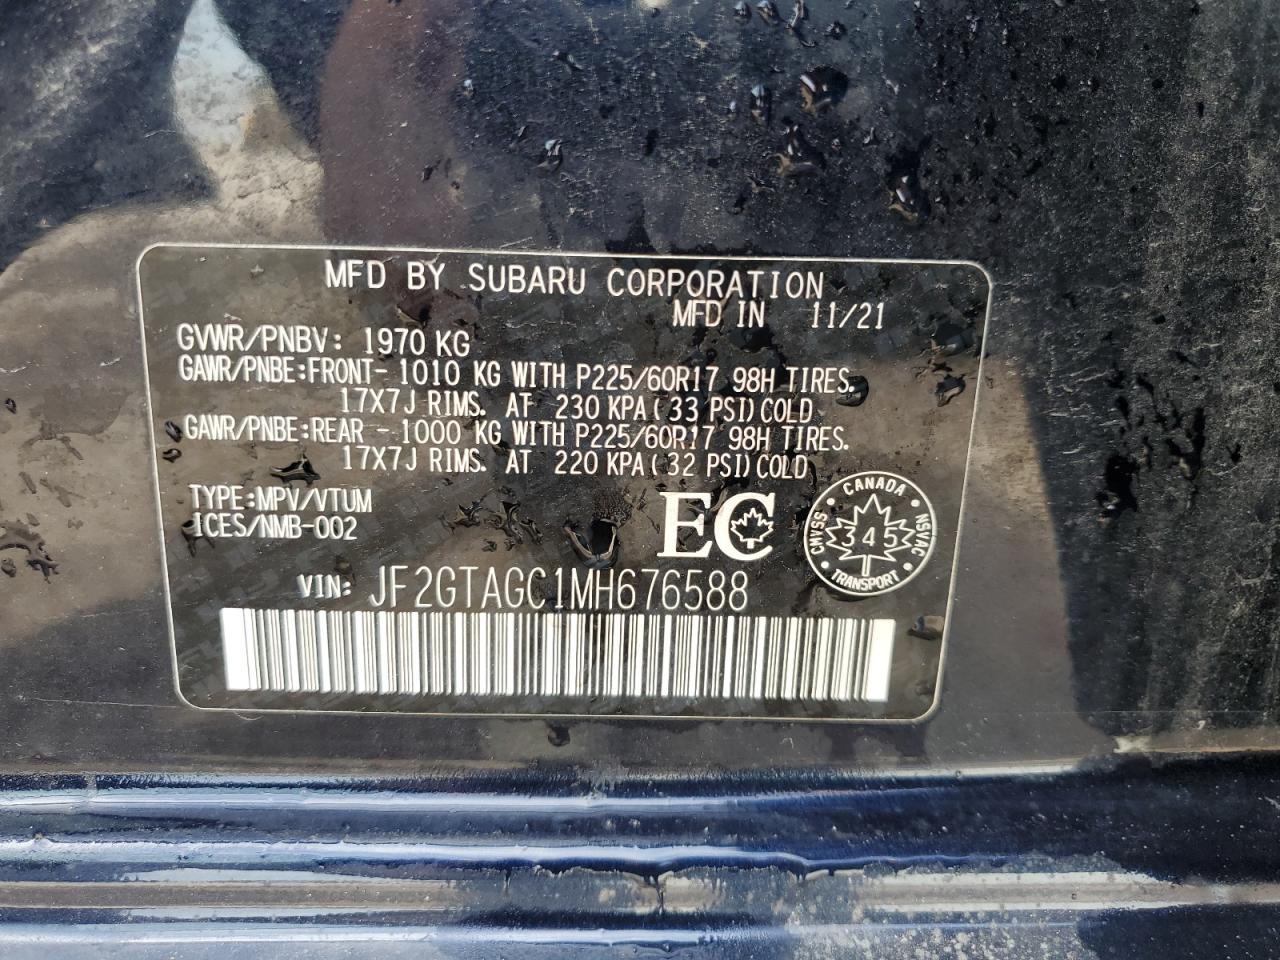 MFD BY SUBARU CORPORATION
MFD IN 11/21
GVWR/PNBV: 1970 KG
GAWR/PNBE:FRONT- 1010 KG WITH P225/60R17 98H TIRES.
17X7J RIMS. AT 230 KPA(33 PSI)COLD
GAWR/PNBE:REAR - 1000 KG WITH P225/60R17 98H TIRES.
17X7J RIMS. AT 220 KPA(32 PSI)COLD
TYPE:MPV/VTUM
ICES/NMB-002
EC
CANADA
CMVSS
345
NSVAC
TRANSPORT
VIN: JF2GTAGC1MH676588